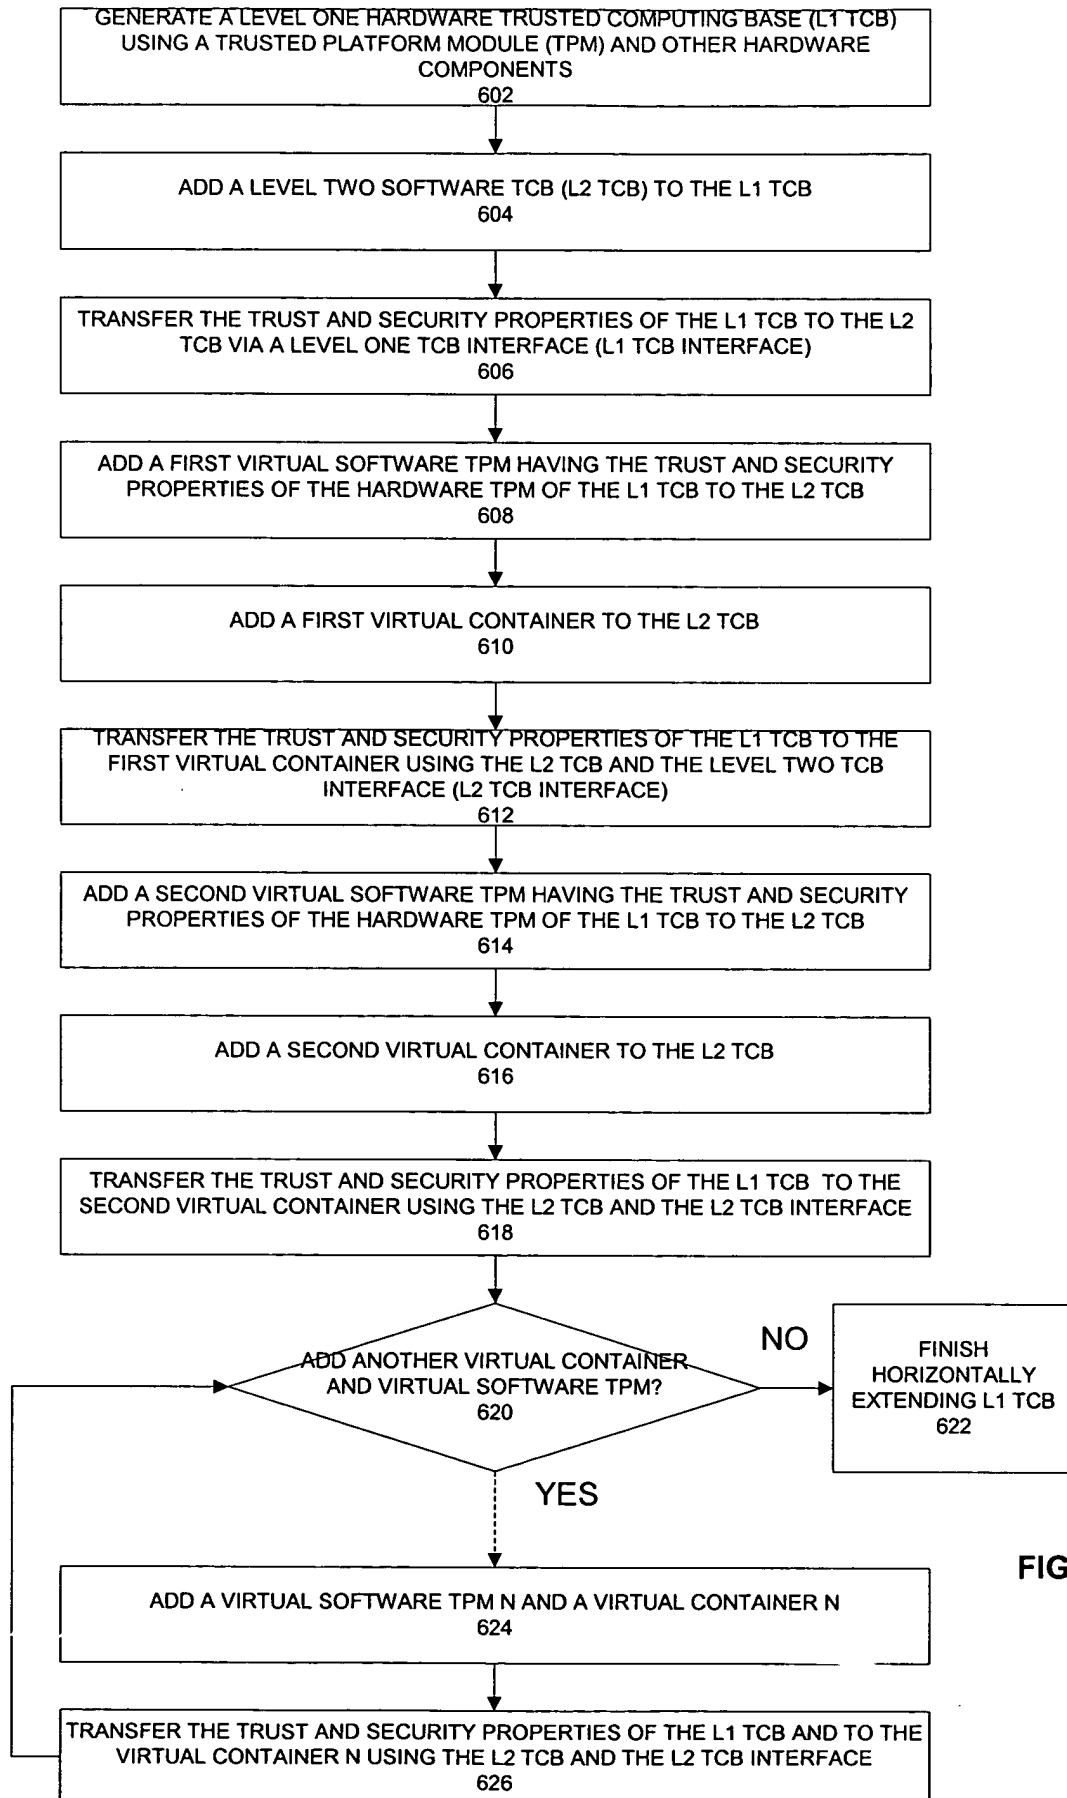 GENERATE A LEVEL ONE HARDWARE TRUSTED COMPUTING BASE (L1 TCB)
USING A TRUSTED PLATFORM MODULE (TPM) AND OTHER HARDWARE
COMPONENTS
602
ADD A LEVEL TWO SOFTWARE TCB (L2 TCB) TO THE L1 TCB
604
TRANSFER THE TRUST AND SECURITY PROPERTIES OF THE L1 TCB TO THE L2
TCB VIA A LEVEL ONE TCB INTERFACE (L1 TCB INTERFACE)
606
ADD A FIRST VIRTUAL SOFTWARE TPM HAVING THE TRUST AND SECURITY
PROPERTIES OF THE HARDWARE TPM OF THE L1 TCB TO THE L2 TCB
608
ADD A FIRST VIRTUAL CONTAINER TO THE L2 TCB
610
TRANSFER THE TRUST AND SECURITY PROPERTIES OF THE L1 TCB TO THE
FIRST VIRTUAL CONTAINER USING THE L2 TCB AND THE LEVEL TWO TCB
INTERFACE (L2 TCB INTERFACE)
612
ADD A SECOND VIRTUAL SOFTWARE TPM HAVING THE TRUST AND SECURITY
PROPERTIES OF THE HARDWARE TPM OF THE L1 TCB TO THE L2 TCB
614
ADD A SECOND VIRTUAL CONTAINER TO THE L2 TCB
616
TRANSFER THE TRUST AND SECURITY PROPERTIES OF THE L1 TCB TO THE
SECOND VIRTUAL CONTAINER USING THE L2 TCB AND THE L2 TCB INTERFACE
618
ADD ANOTHER VIRTUAL CONTAINER
AND VIRTUAL SOFTWARE TPM?
620
NO
FINISH
HORIZONTALLY
EXTENDING L1 TCB
622
YES
FIG
ADD A VIRTUAL SOFTWARE TPM N AND A VIRTUAL CONTAINER N
624
TRANSFER THE TRUST AND SECURITY PROPERTIES OF THE L1 TCB AND TO THE
VIRTUAL CONTAINER N USING THE L2 TCB AND THE L2 TCB INTERFACE
626